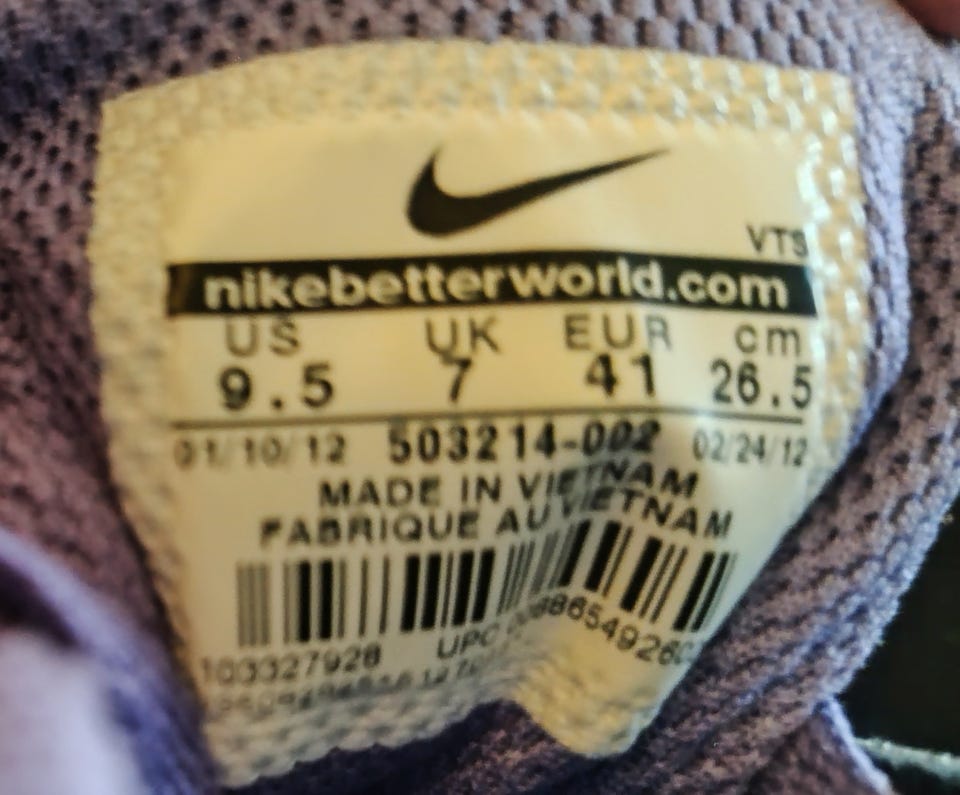 VTS
nikebetterworld.com
US UK EUR cm
9.5 7 41 26.5
01/10/12 503214-002 02/24/12
MADE IN VIETNAM
FABRIQUE AU VIETNAM
UPC
103327928